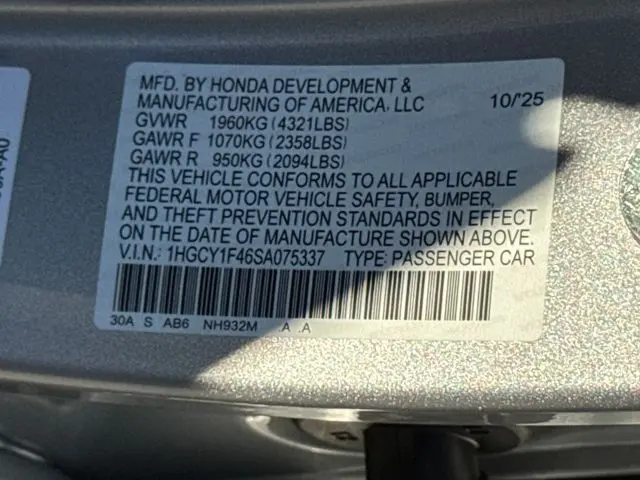 MFD. BY HONDA DEVELOPMENT &
MANUFACTURING OF AMERICA, LLC 10/'25
GVWR 1960KG (4321LBS)
GAWR F 1070KG (2358LBS)
GAWR R 950KG (2094LBS)
THIS VEHICLE CONFORMS TO ALL APPLICABLE
FEDERAL MOTOR VEHICLE SAFETY, BUMPER,
AND THEFT PREVENTION STANDARDS IN EFFECT
ON THE DATE OF MANUFACTURE SHOWN ABOVE.
V.I.N.: 1HGCY1F46SA075337 TYPE: PASSENGER CAR
30A S AB6 NH932M A .A